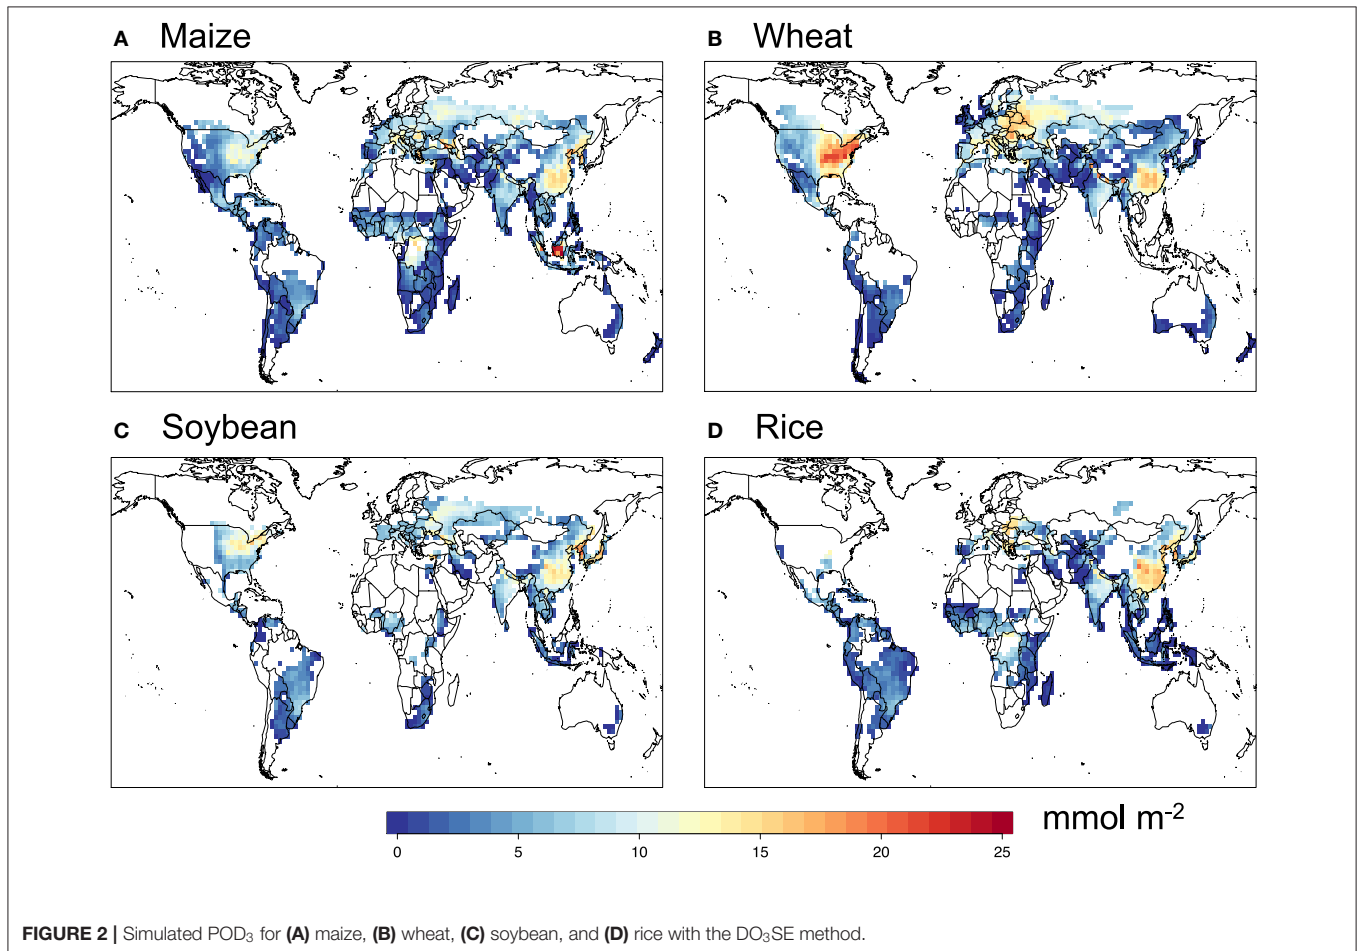 A Maize
B Wheat
C Soybean
D Rice
0 5 10 15 20 25
mmol m-2
FIGURE 2 | Simulated POD3 for (A) maize, (B) wheat, (C) soybean, and (D) rice with the DO3SE method.